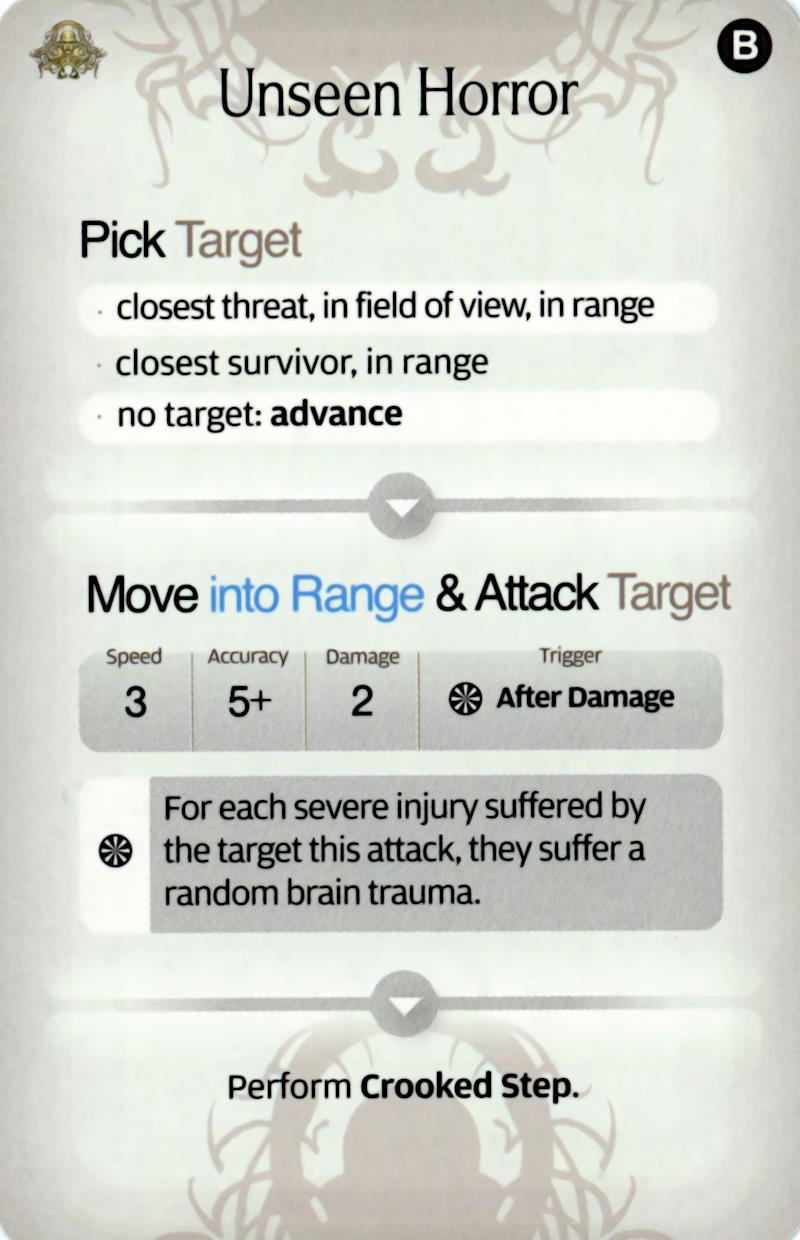 B
Unseen Horror
Pick Target
· closest threat, in field of view, in range
· closest survivor, in range
· no target: advance
Move into Range & Attack Target
Speed Accuracy Damage Trigger
3 5+ 2 After Damage
For each severe injury suffered by
the target this attack, they suffer a
random brain trauma.
Perform Crooked Step.